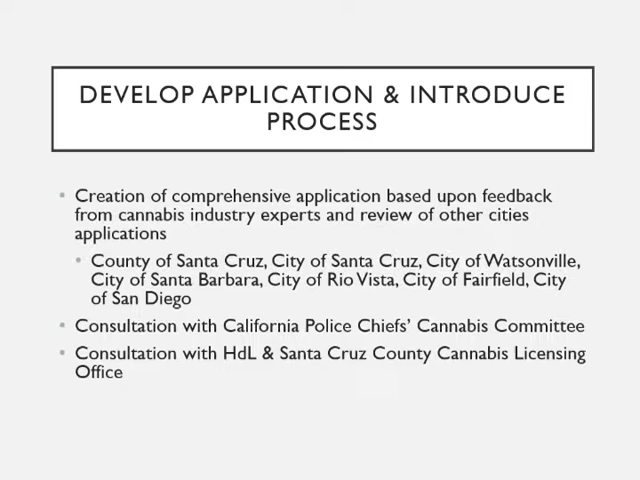 DEVELOP APPLICATION & INTRODUCE
PROCESS
• Creation of comprehensive application based upon feedback
from cannabis industry experts and review of other cities
applications
• County of Santa Cruz, City of Santa Cruz, City of Watsonville,
City of Santa Barbara, City of Rio Vista, City of Fairfield, City
of San Diego
• Consultation with California Police Chiefs’ Cannabis Committee
• Consultation with HdL & Santa Cruz County Cannabis Licensing
Office